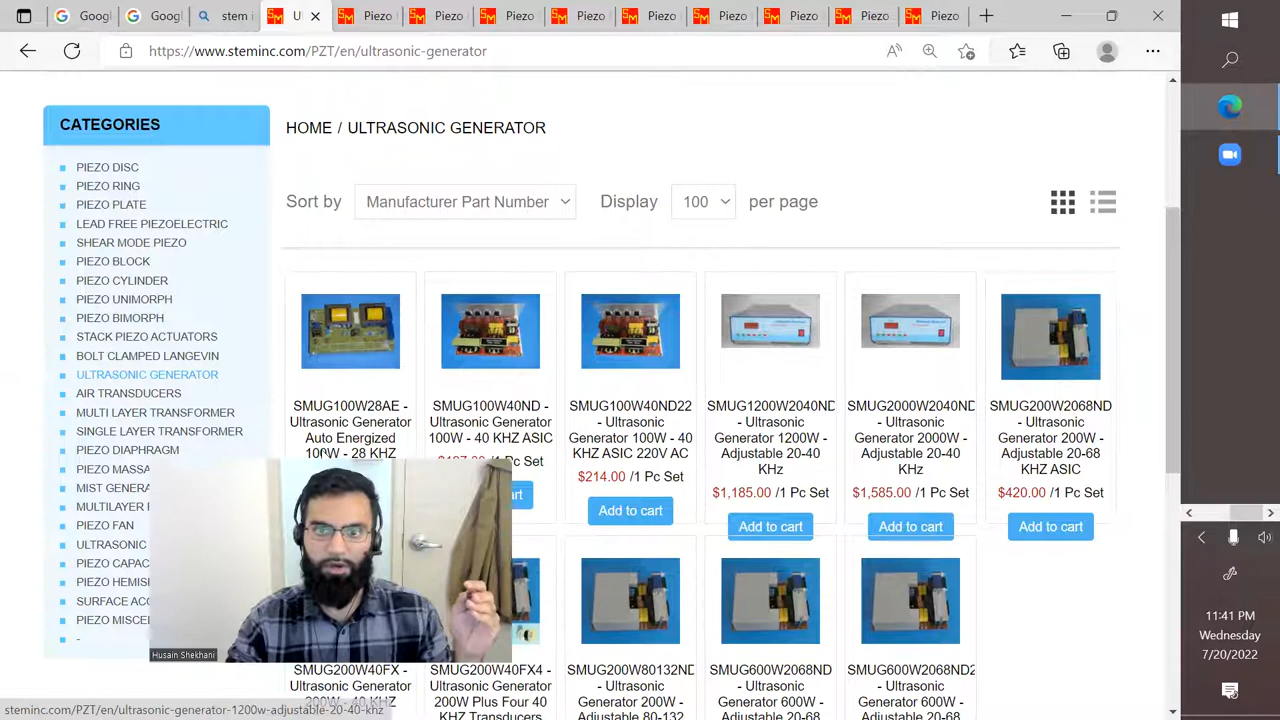 Googl
Googl
stem i
Ul
Piezo
Piezo
Piezo
Piezo
Piezo
Piezo
Piezo
Piezo
Piezo
https://www.steminc.com/PZT/en/ultrasonic-generator
CATEGORIES
PIEZO DISC
PIEZO RING
PIEZO PLATE
LEAD FREE PIEZOELECTRIC
SHEAR MODE PIEZO
PIEZO BLOCK
PIEZO CYLINDER
PIEZO UNIMORPH
PIEZO BIMORPH
STACK PIEZO ACTUATORS
BOLT CLAMPED LANGEVIN
ULTRASONIC GENERATOR
AIR TRANSDUCERS
MULTI LAYER TRANSFORMER
SINGLE LAYER TRANSFORMER
PIEZO DIAPHRAGM
PIEZO MASSA
MIST GENERA
MULTILAYER
PIEZO FAN
ULTRASONIC
PIEZO CAPAC
PIEZO HEMISH
SURFACE ACO
PIEZO MISCEL
-
HOME / ULTRASONIC GENERATOR
Sort by Manufacturer Part Number Display 100 per page
SMUG100W28AE -
Ultrasonic Generator
Auto Energized
100W - 28 KHZ
SMUG100W40ND -
Ultrasonic Generator
100W - 40 KHZ ASIC
/1 Pc Set
cart
SMUG100W40ND22
- Ultrasonic
Generator 100W - 40
KHZ ASIC 220V AC
$214.00 /1 Pc Set
Add to cart
SMUG1200W2040ND
- Ultrasonic
Generator 1200W -
Adjustable 20-40
KHz
$1,185.00 /1 Pc Set
Add to cart
SMUG2000W2040ND
- Ultrasonic
Generator 2000W -
Adjustable 20-40
KHz
$1,585.00 /1 Pc Set
Add to cart
SMUG200W2068ND
- Ultrasonic
Generator 200W -
Adjustable 20-68
KHZ ASIC
$420.00 /1 Pc Set
Add to cart
SMUG200W40FX -
Ultrasonic Generator
200W - 40 KHZ
SMUG200W40FX4 -
Ultrasonic Generator
200W Plus Four 40
KHZ Transducers
SMUG200W80132ND
- Ultrasonic
Generator 200W -
Adjustable 80-132
SMUG600W2068ND
- Ultrasonic
Generator 600W -
Adjustable 20-68
SMUG600W2068ND2
- Ultrasonic
Generator 600W -
Adjustable 20-68
Husain Shekhani
steminc.com/PZT/en/ultrasonic-generator-1200w-adjustable-20-40-khz
11:41 PM
Wednesday
7/20/2022